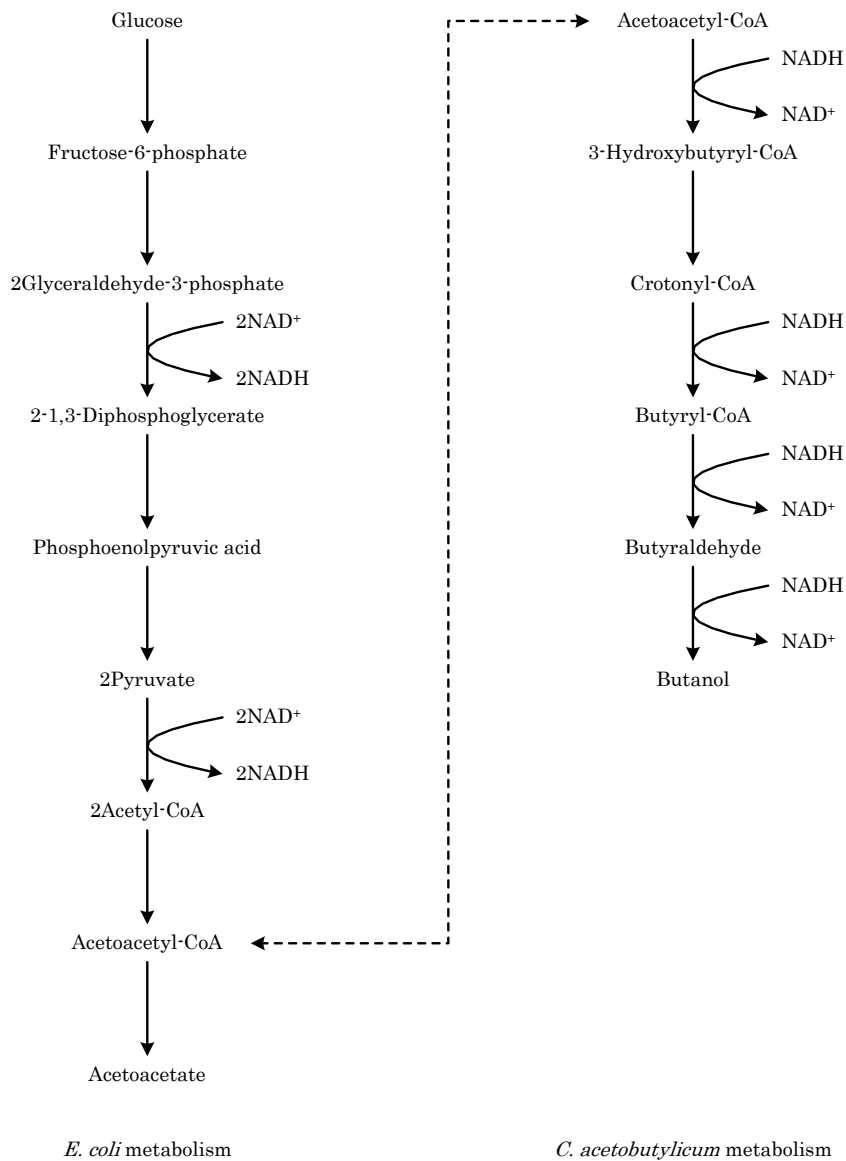 Glucose
Fructose-6-phosphate
2Glyceraldehyde-3-phosphate
2NAD+
2NADH
2-1,3-Diphosphoglycerate
Phosphoenolpyruvic acid
2Pyruvate
2NAD+
2NADH
2Acetyl-CoA
Acetoacetyl-CoA
Acetoacetate
E. coli metabolism
Acetoacetyl-CoA
NADH
NAD+
3-Hydroxybutyryl-CoA
Crotonyl-CoA
NADH
NAD+
Butyryl-CoA
NADH
NAD+
Butyraldehyde
NADH
NAD+
Butanol
C. acetobutylicum metabolism